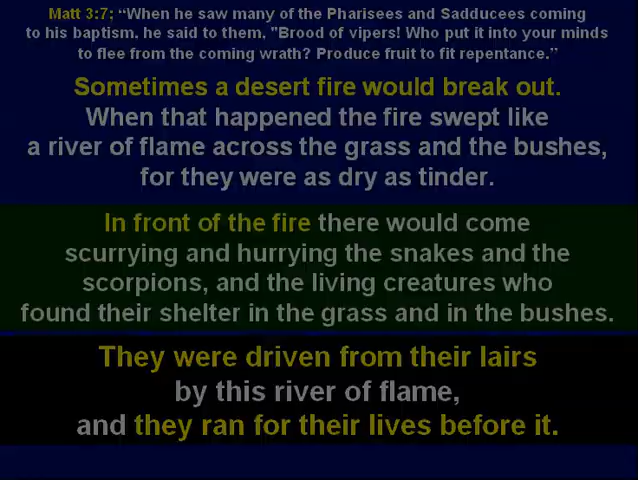 Matt 3:7; “When he saw many of the Pharisees and Sadducees coming
to his baptism, he said to them, "Brood of vipers! Who put it into your minds
to flee from the coming wrath? Produce fruit to fit repentance.”
Sometimes a desert fire would break out.
When that happened the fire swept like
a river of flame across the grass and the bushes,
for they were as dry as tinder.
In front of the fire there would come
scurrying and hurrying the snakes and the
scorpions, and the living creatures who
found their shelter in the grass and in the bushes.
They were driven from their lairs
by this river of flame,
and they ran for their lives before it.